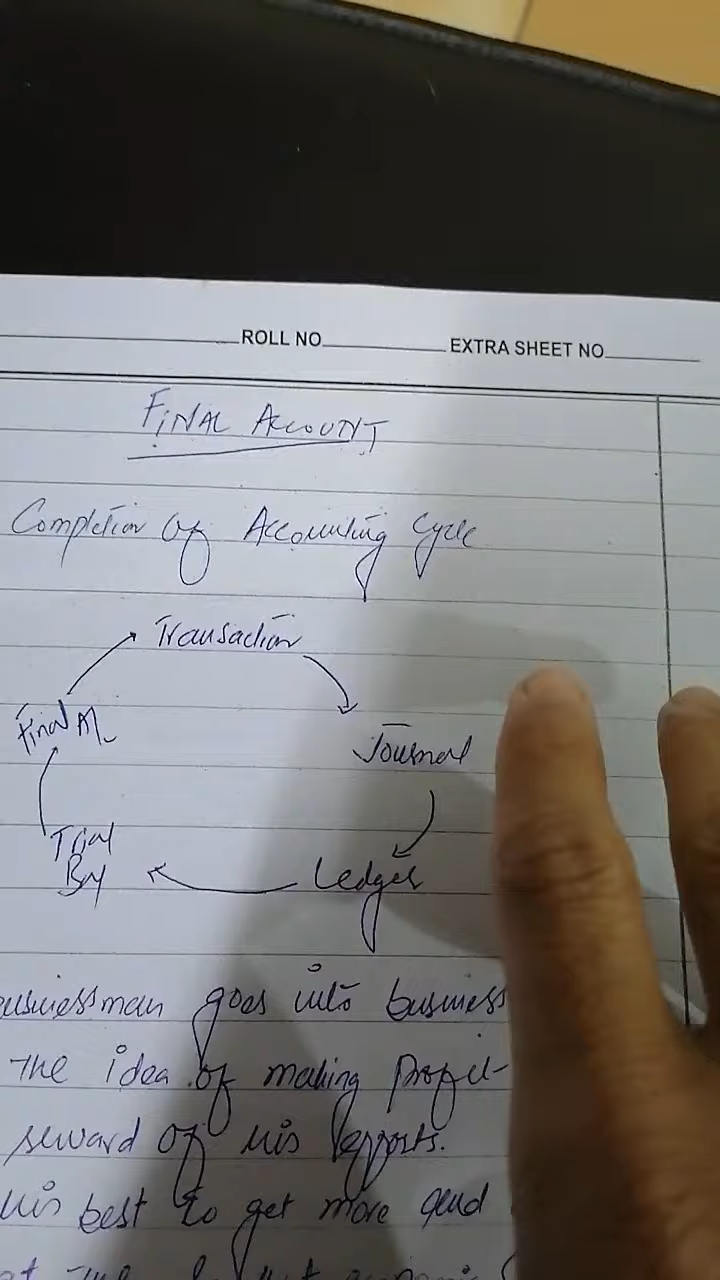 ROLL NO. EXTRA SHEET NO.
FINAL ACCOUNT
Completion of Accounting Cycle
Transaction
Final A/c
Journal
Trial
Bal
Ledger
businessman goes into business
The idea of making profit
reward of his efforts.
his best to get more and